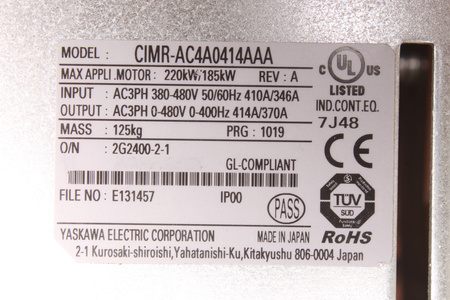 MODEL : CIMR-AC4A0414AAA
MAX APPLI .MOTOR : 220kW/185kW REV : A
INPUT : AC3PH 380-480V 50/60Hz 410A/346A
OUTPUT : AC3PH 0-480V 0-400Hz 414A/370A
MASS : 125kg PRG : 1019
O/N : 2G2400-2-1
GL-COMPLIANT
FILE NO : E131457 IP00
PASS
YASKAWA ELECTRIC CORPORATION MADE IN JAPAN
2-1 Kurosaki-shiroishi,Yahatanishi-Ku,Kitakyushu 806-0004 Japan
C UL US
LISTED
IND.CONT.EQ.
7J48
TÜV
SÜD
RoHS